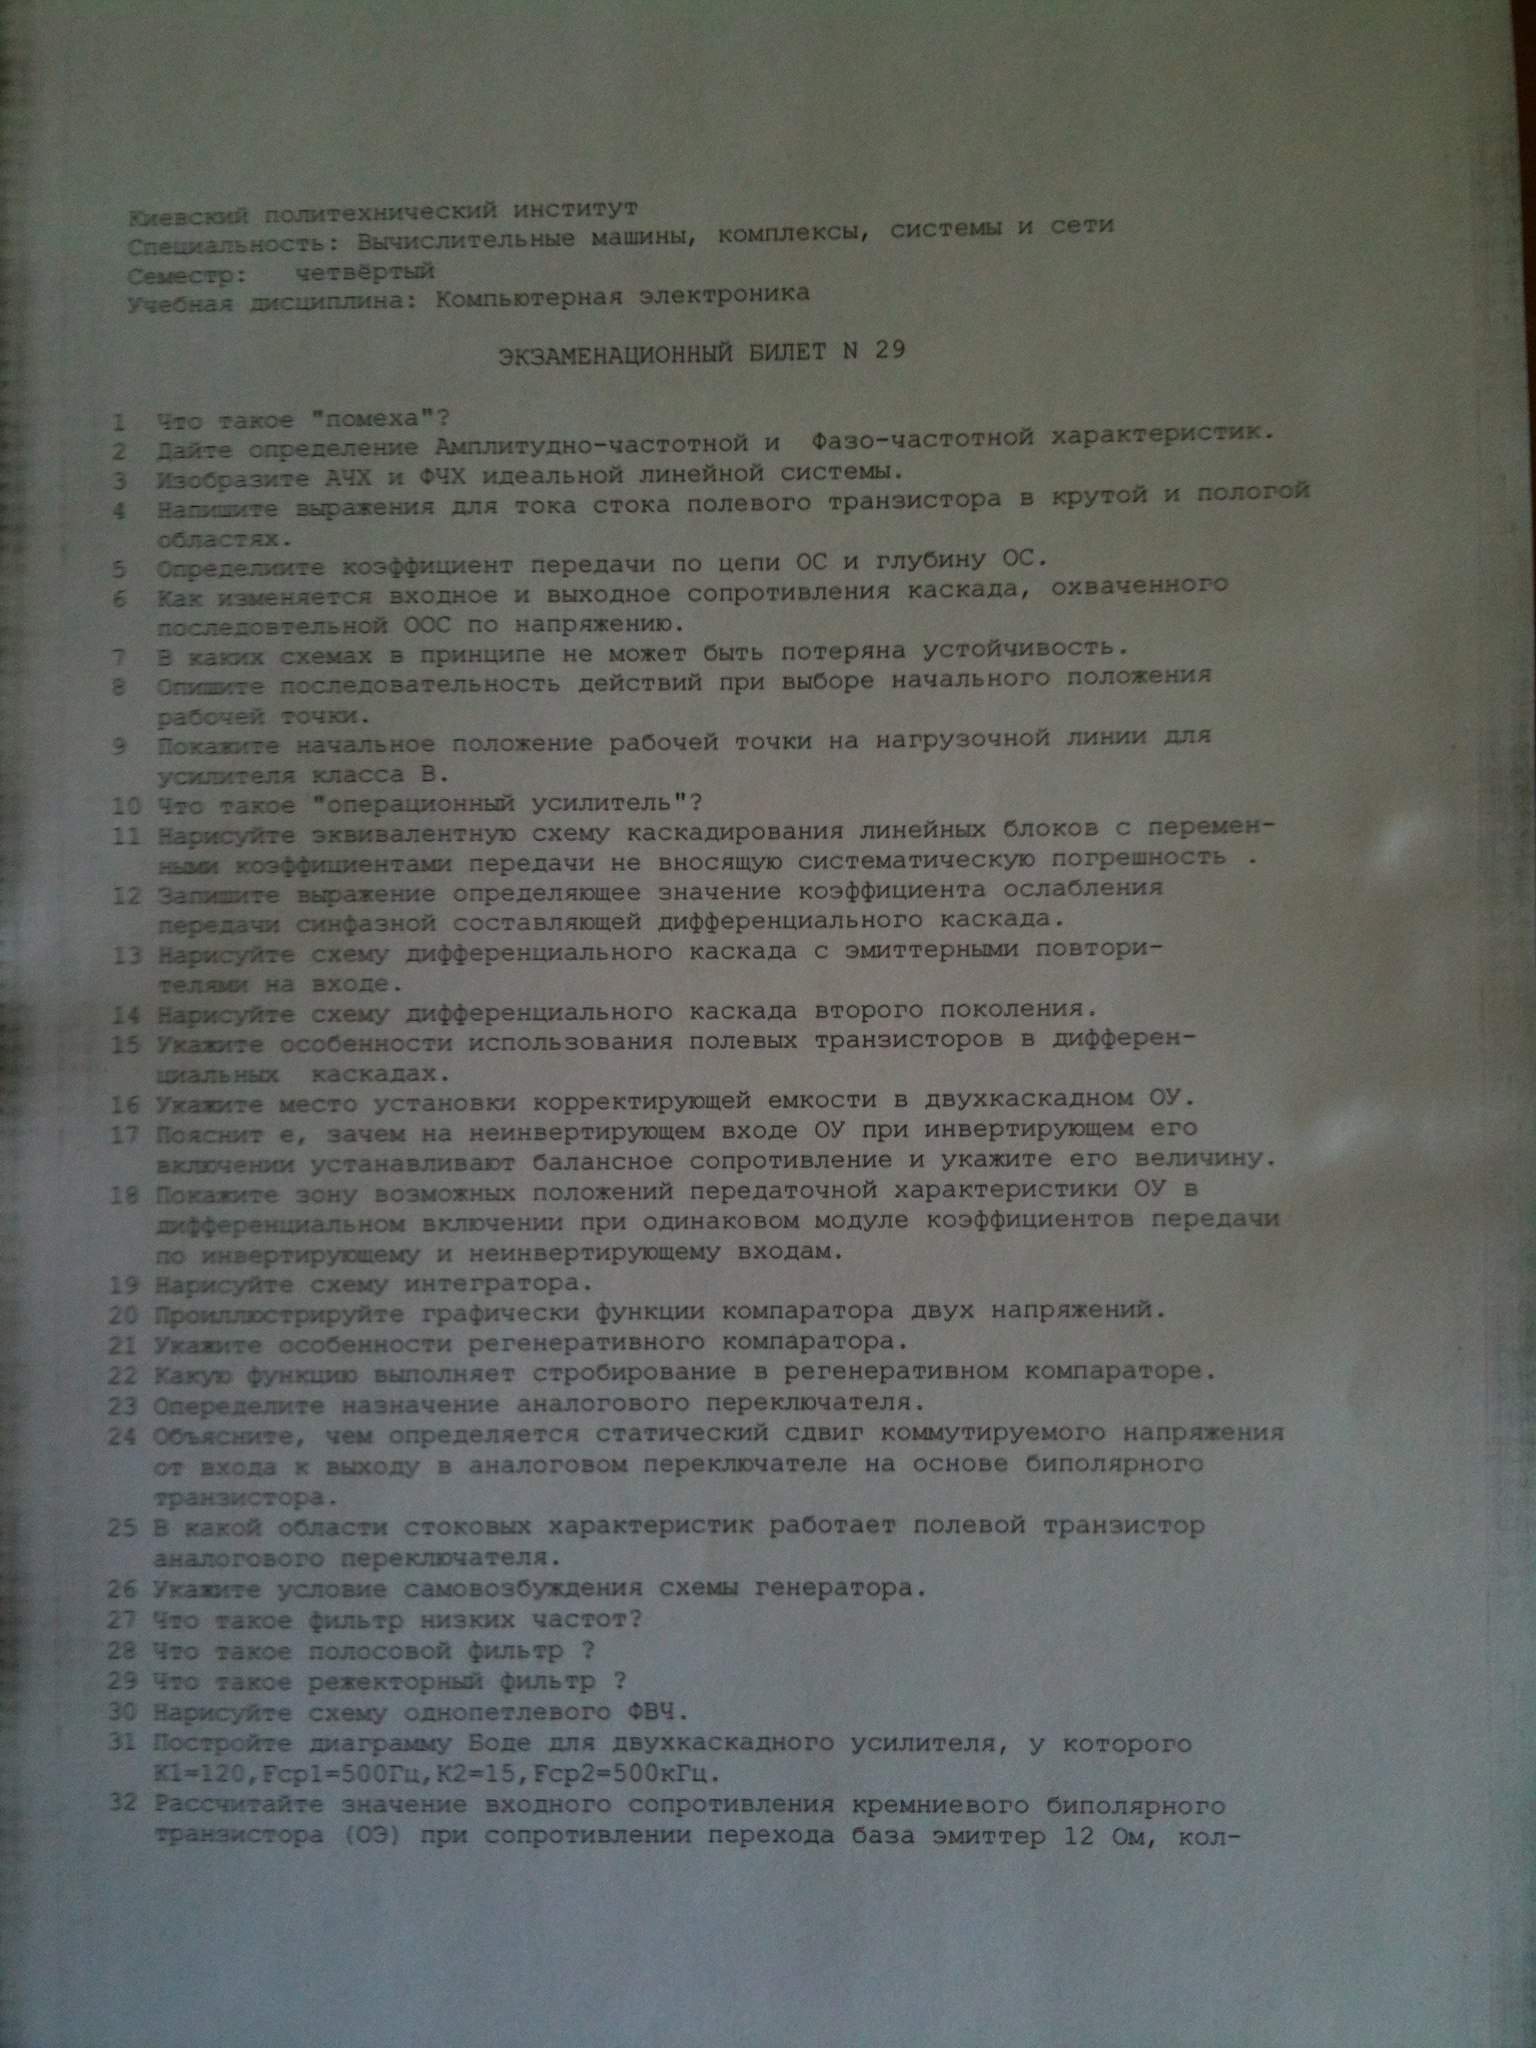 Киевский политехнический институт
Специальность: Вычислительные машины, комплексы, системы и сети
Семестр: четвёртый
Учебная дисциплина: Компьютерная электроника
ЭКЗАМЕНАЦИОННЫЙ БИЛЕТ N 29
1 Что такое "помеха"?
2 Дайте определение Амплитудно-частотной и Фазо-частотной характеристик.
3 Изобразите АЧХ и ФЧХ идеальной линейной системы.
4 Напишите выражения для тока стока полевого транзистора в крутой и пологой
областях.
5 Определиите коэффициент передачи по цепи ОС и глубину ОС.
6 Как изменяется входное и выходное сопротивления каскада, охваченного
последовтельной ООС по напряжению.
7 В каких схемах в принципе не может быть потеряна устойчивость.
8 Опишите последовательность действий при выборе начального положения
рабочей точки.
9 Покажите начальное положение рабочей точки на нагрузочной линии для
усилителя класса В.
10 Что такое "операционный усилитель"?
11 Нарисуйте эквивалентную схему каскадирования линейных блоков с перемен-
ными коэффициентами передачи не вносящую систематическую погрешность .
12 Запишите выражение определяющее значение коэффициента ослабления
передачи синфазной составляющей дифференциального каскада.
13 Нарисуйте схему дифференциального каскада с эмиттерными повтори-
телями на входе.
14 Нарисуйте схему дифференциального каскада второго поколения.
15 Укажите особенности использования полевых транзисторов в дифферен-
циальных каскадах.
16 Укажите место установки корректирующей емкости в двухкаскадном ОУ.
17 Пояснит е, зачем на неинвертирующем входе ОУ при инвертирующем его
включении устанавливают балансное сопротивление и укажите его величину.
18 Покажите зону возможных положений передаточной характеристики ОУ в
дифференциальном включении при одинаковом модуле коэффициентов передачи
по инвертирующему и неинвертирующему входам.
19 Нарисуйте схему интегратора.
20 Проиллюстрируйте графически функции компаратора двух напряжений.
21 Укажите особенности регенеративного компаратора.
22 Какую функцию выполняет стробирование в регенеративном компараторе.
23 Опеределите назначение аналогового переключателя.
24 Объясните, чем определяется статический сдвиг коммутируемого напряжения
от входа к выходу в аналоговом переключателе на основе биполярного
транзистора.
25 В какой области стоковых характеристик работает полевой транзистор
аналогового переключателя.
26 Укажите условие самовозбуждения схемы генератора.
27 Что такое фильтр низких частот?
28 Что такое полосовой фильтр ?
29 Что такое режекторный фильтр ?
30 Нарисуйте схему однопетлевого ФВЧ.
31 Постройте диаграмму Боде для двухкаскадного усилителя, у которого
K1=120,Fср1=500Гц,K2=15,Fср2=500кГц.
32 Рассчитайте значение входного сопротивления кремниевого биполярного
транзистора (ОЭ) при сопротивлении перехода база эмиттер 12 Ом, кол-